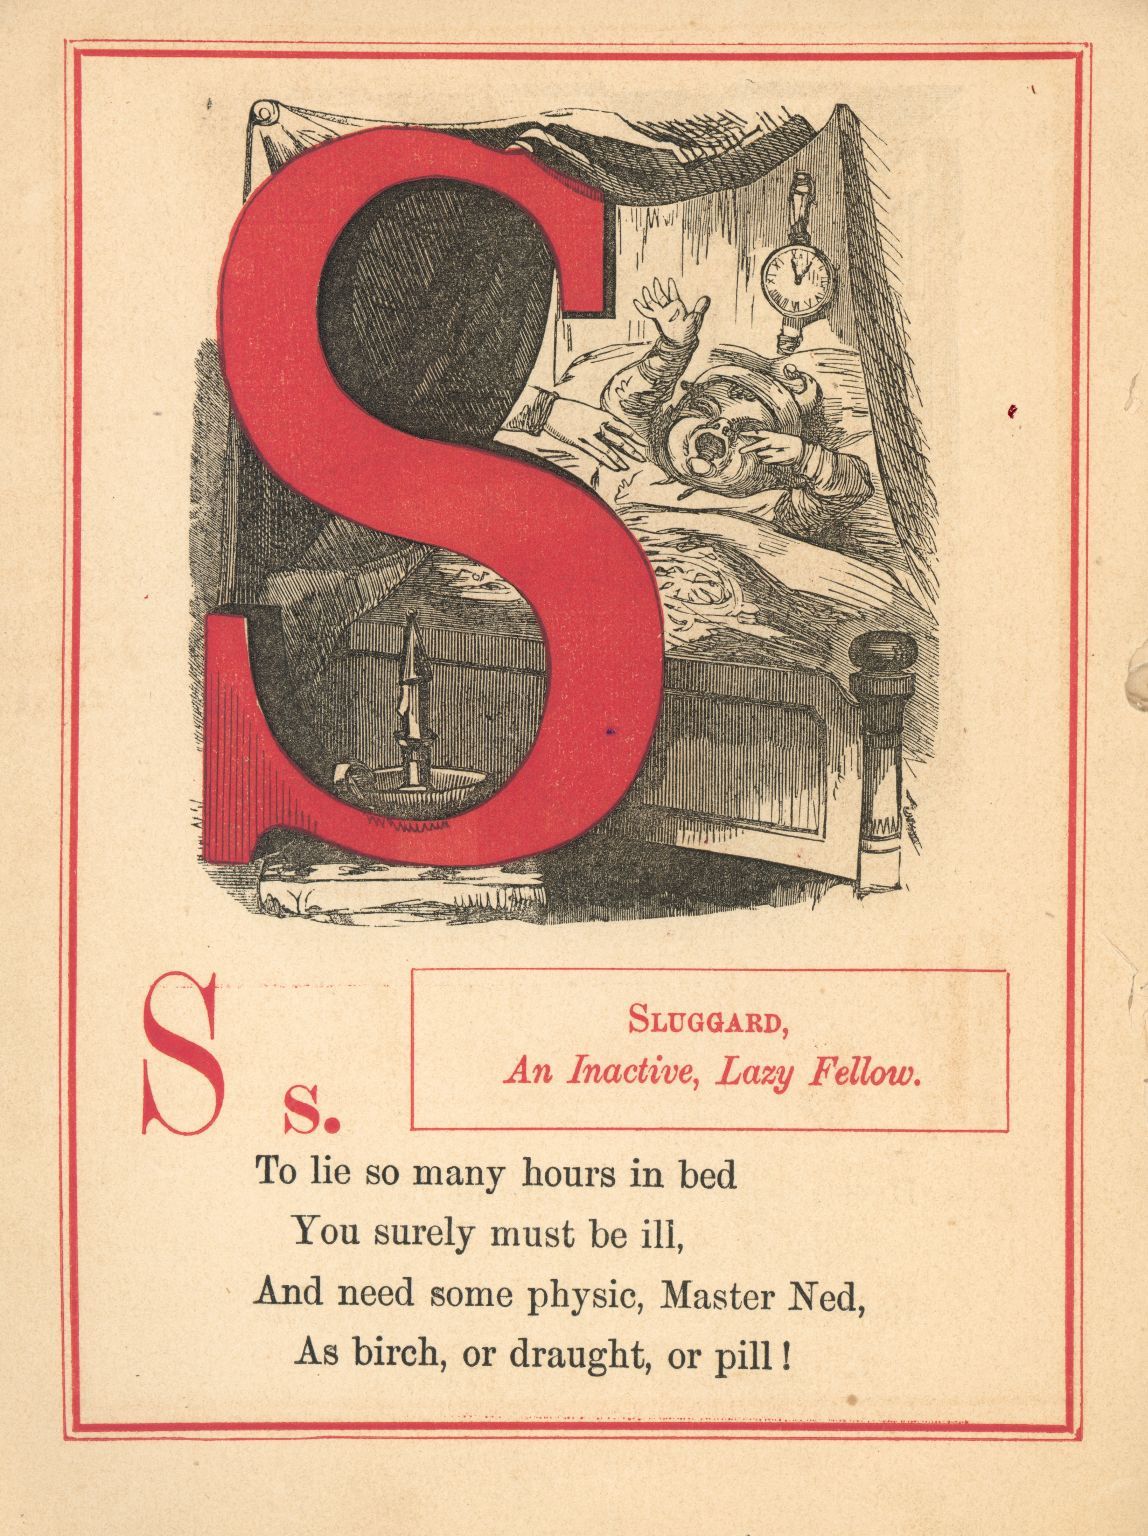 S
S s.
SLUGGARD,
An Inactive, Lazy Fellow.
To lie so many hours in bed
You surely must be ill,
And need some physic, Master Ned,
As birch, or draught, or pill!